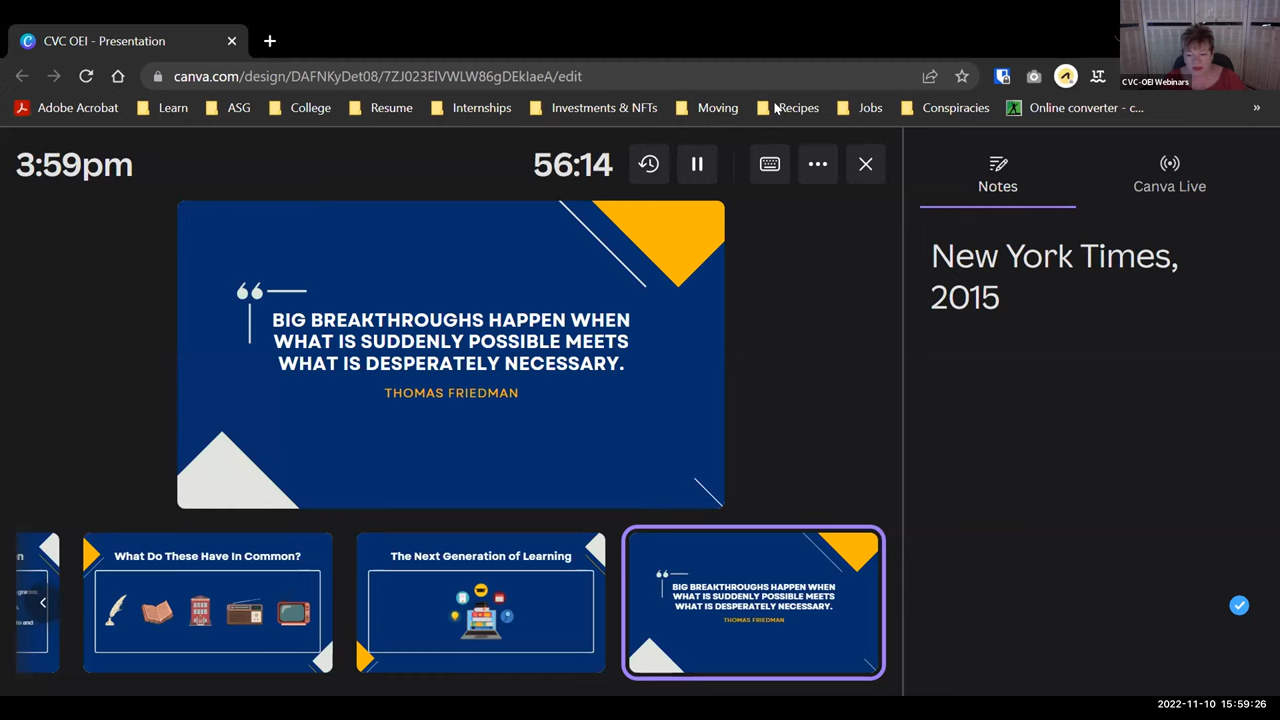 CVC OEI - Presentation
canva.com/design/DAFNKyDet08/7ZJ023ElVWLW86gDEkIaeA/edit
CVC-OEI Webinars
Adobe Acrobat Learn ASG College Resume Internships Investments & NFTs Moving Recipes Jobs Conspiracies Online converter - c... »
3:59pm 56:14
Notes
Canva Live
New York Times,
2015
BIG BREAKTHROUGHS HAPPEN WHEN
WHAT IS SUDDENLY POSSIBLE MEETS
WHAT IS DESPERATELY NECESSARY.
THOMAS FRIEDMAN
What Do These Have In Common?
The Next Generation of Learning
BIG BREAKTHROUGHS HAPPEN WHEN
WHAT IS SUDDENLY POSSIBLE MEETS
WHAT IS DESPERATELY NECESSARY.
THOMAS FRIEDMAN
2022-11-10 15:59:26